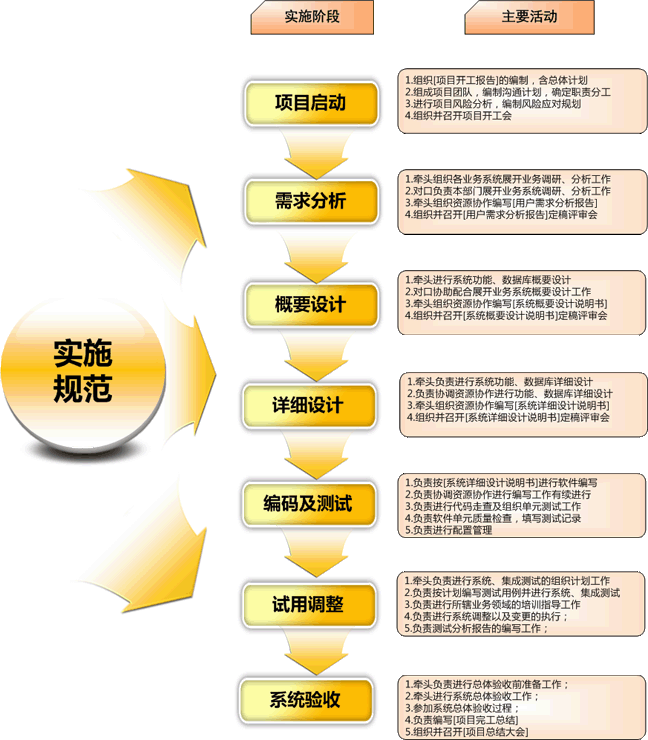 实施阶段
主要活动
项目启动
1.组织[项目开工报告]的编制，含总体计划
2.组成项目团队，编制沟通计划，确定职责分工
3.进行项目风险分析，编制风险应对规划
4.组织并召开项目开工会
需求分析
1.牵头组织各业务系统展开业务调研、分析工作
2.对口负责本部门展开业务系统调研、分析工作
3.牵头组织资源协作编写[用户需求分析报告]
4.组织并召开[用户需求分析报告]定稿评审会
概要设计
1.牵头进行系统功能、数据库概要设计
2.对口协助配合展开业务系统概要设计工作
3.牵头组织资源协作编写[系统概要设计说明书]
4.组织并召开[系统概要设计说明书]定稿评审会
实施
规范
详细设计
1.牵头负责进行系统功能、数据库详细设计
2.负责协调资源协作进行功能、数据库详细设计
3.牵头组织资源协作编写[系统详细设计说明书]
4.组织并召开[系统详细设计说明书]定稿评审会
编码及测试
1.负责按[系统详细设计说明书]进行软件编写
2.负责协调资源协作进行编写工作有续进行
3.负责进行代码走查及组织单元测试工作
4.负责软件单元质量检查，填写测试记录
5.负责进行配置管理
试用调整
1.牵头负责进行系统、集成测试的组织计划工作
2.负责按计划编写测试用例并进行系统、集成测试
3.负责进行所辖业务领域的培训指导工作
4.负责进行系统调整以及变更的执行；
5.负责测试分析报告的编写工作；
系统验收
1.牵头负责进行总体验收前准备工作；
2.牵头进行系统总体验收工作；
3.参加系统总体验收过程；
4.负责编写[项目完工总结]
5.组织并召开[项目总结大会]